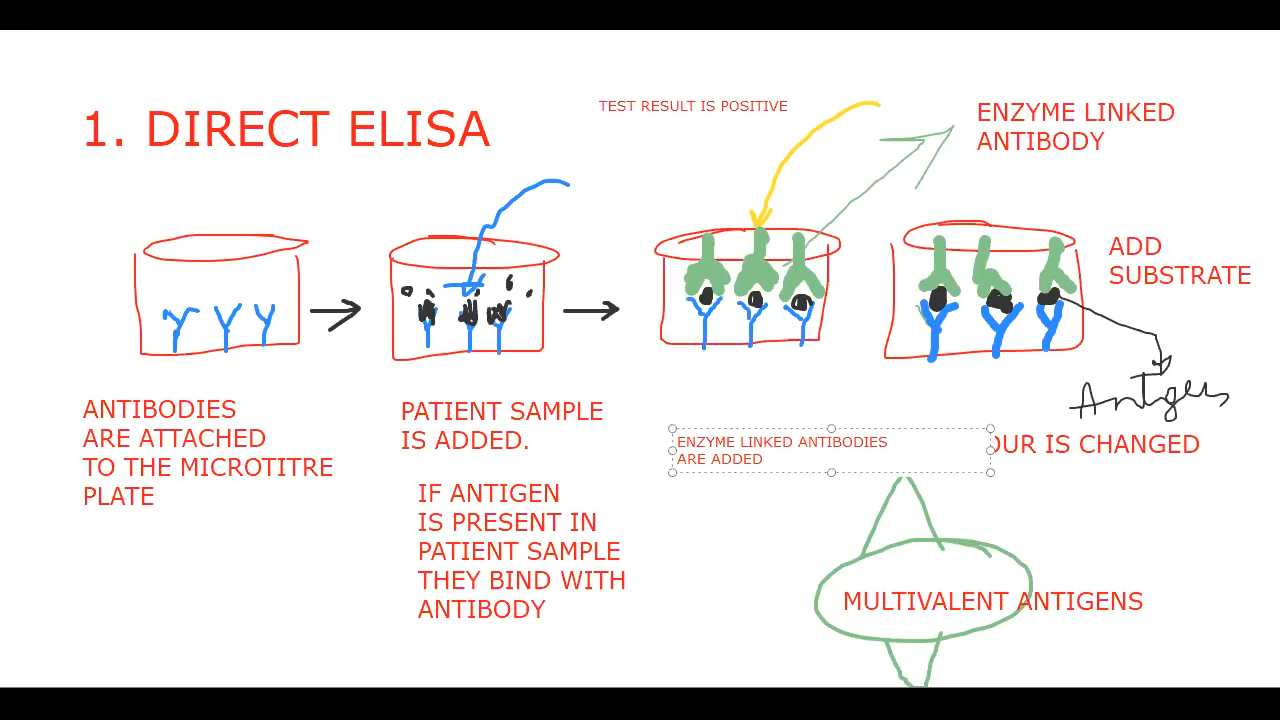 1. DIRECT ELISA
TEST RESULT IS POSITIVE
ENZYME LINKED
ANTIBODY
ADD
SUBSTRATE
Antigen
ANTIBODIES
ARE ATTACHED
TO THE MICROTITRE
PLATE
PATIENT SAMPLE
IS ADDED.
IF ANTIGEN
IS PRESENT IN
PATIENT SAMPLE
THEY BIND WITH
ANTIBODY
ENZYME LINKED ANTIBODIES
ARE ADDED
OUR IS CHANGED
MULTIVALENT ANTIGENS